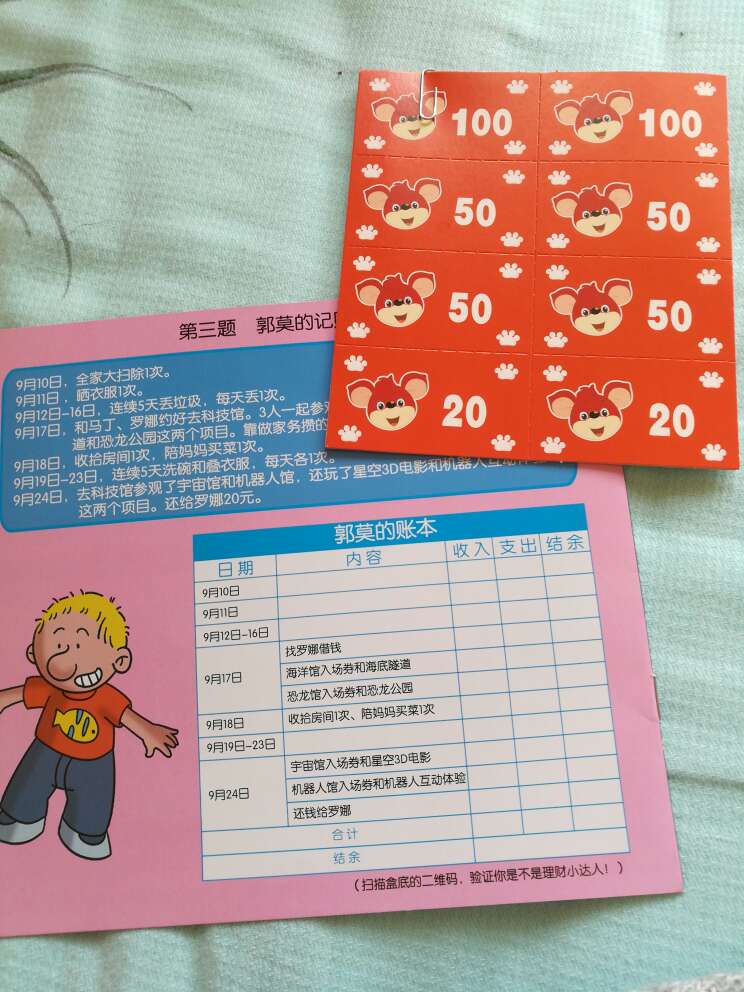 100 100
50 50
50 50
20 20
第三题 郭莫的记
9月10日，全家大扫除1次。
9月11日，晒衣服1次。
9月12日-16日，连续5天丢垃圾，每天丢1次。
9月17日，和马丁、罗娜约好去科技馆。3人一起参
道和恐龙公园这两个项目。靠做家务攒的
9月18日，收拾房间1次，陪妈妈买菜1次。
9月19日-23日，连续5天洗碗和叠衣服，每天各1次。
9月24日，去科技馆参观了宇宙馆和机器人馆，还玩了星空3D电影和机器人互动体
这两个项目。还给罗娜20元。
郭莫的账本
日期 内容 收入 支出 结余
9月10日
9月11日
9月12日-16日
9月17日 找罗娜借钱
海洋馆入场券和海底隧道
恐龙馆入场券和恐龙公园
9月18日 收拾房间1次、陪妈妈买菜1次
9月19日-23日
9月24日 宇宙馆入场券和星空3D电影
机器人馆入场券和机器人互动体验
还钱给罗娜
合计
结余
（扫描盒底的二维码，验证你是不是理财小达人！）